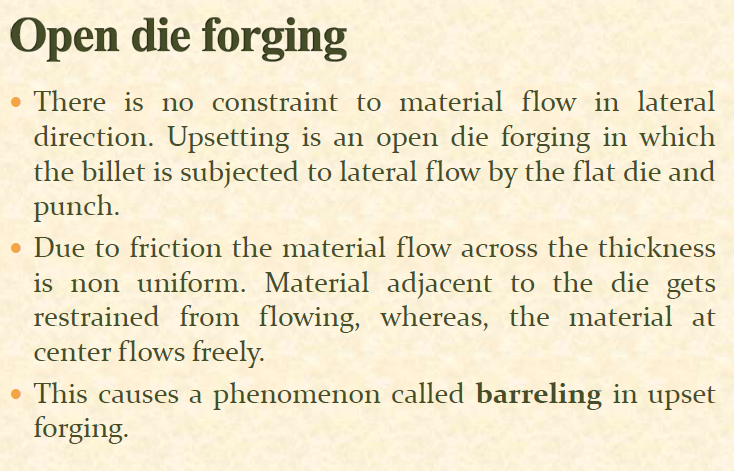 Open die forging
• There is no constraint to material flow in lateral
direction. Upsetting is an open die forging in which
the billet is subjected to lateral flow by the flat die and
punch.
• Due to friction the material flow across the thickness
is non uniform. Material adjacent to the die gets
restrained from flowing, whereas, the material at
center flows freely.
• This causes a phenomenon called barreling in upset
forging.